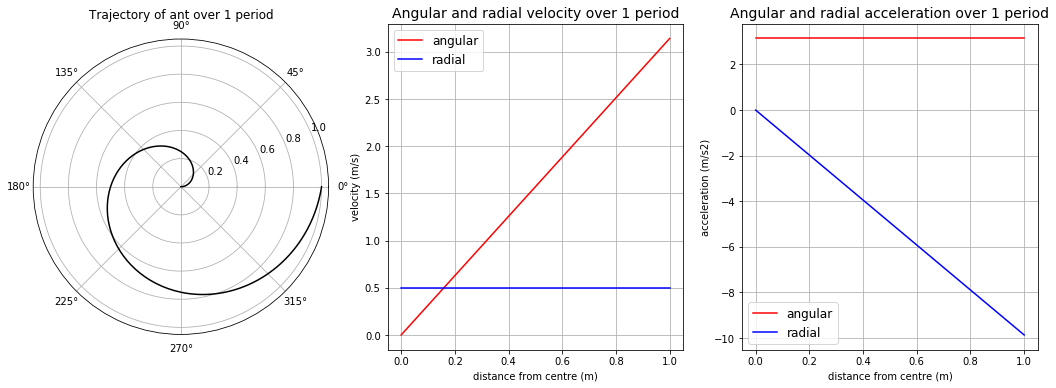 Trajectory of ant over 1 period
90°
135°
45°
1.0
0.8
0.6
0.4
0.2
180°
0°
225°
315°
270°
Angular and radial velocity over 1 period
angular
radial
3.0
2.5
2.0
1.5
1.0
0.5
0.0
velocity (m/s)
0.0 0.2 0.4 0.6 0.8 1.0
distance from centre (m)
Angular and radial acceleration over 1 period
2
0
−2
−4
−6
−8
−10
acceleration (m/s2)
angular
radial
0.0 0.2 0.4 0.6 0.8 1.0
distance from centre (m)